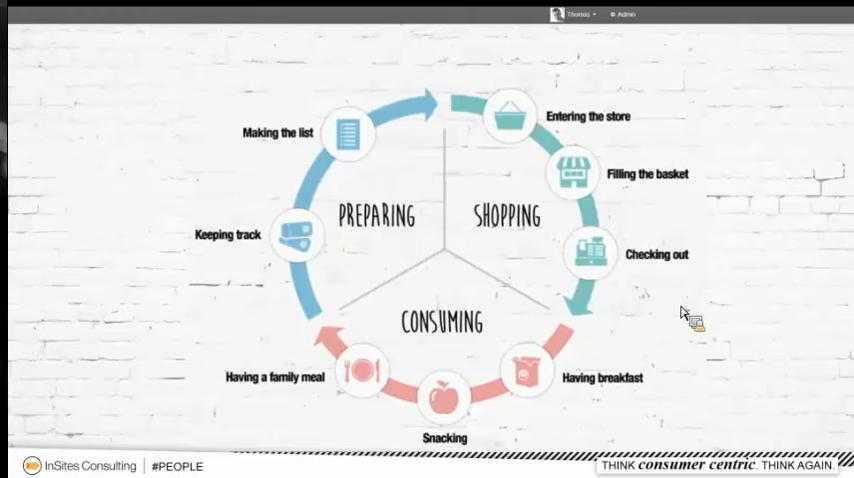 Thomas
Admin
Making the list
Entering the store
Filling the basket
Keeping track
PREPARING
SHOPPING
Checking out
CONSUMING
Having a family meal
Having breakfast
Snacking
InSites Consulting
#PEOPLE
THINK consumer centric. THINK AGAIN.